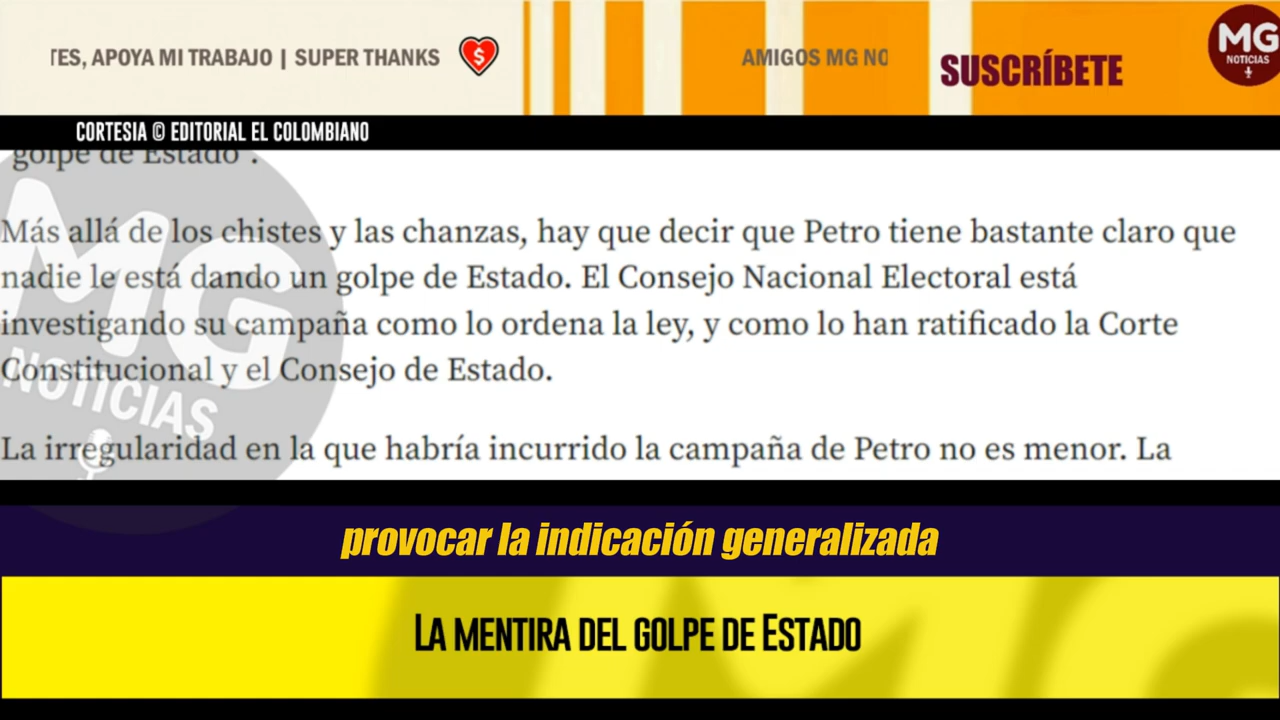 TES, APOYA MI TRABAJO | SUPER THANKS
$
AMIGOS MG NO
SUSCRÍBETE
MG
NOTICIAS
CORTESIA © EDITORIAL EL COLOMBIANO
golpe de Estado".
Más allá de los chistes y las chanzas, hay que decir que Petro tiene bastante claro que
nadie le está dando un golpe de Estado. El Consejo Nacional Electoral está
investigando su campaña como lo ordena la ley, y como lo han ratificado la Corte
Constitucional y el Consejo de Estado.
La irregularidad en la que habría incurrido la campaña de Petro no es menor. La
MG
NOTICIAS
provocar la indicación generalizada
LA MENTIRA DEL GOLPE DE ESTADO